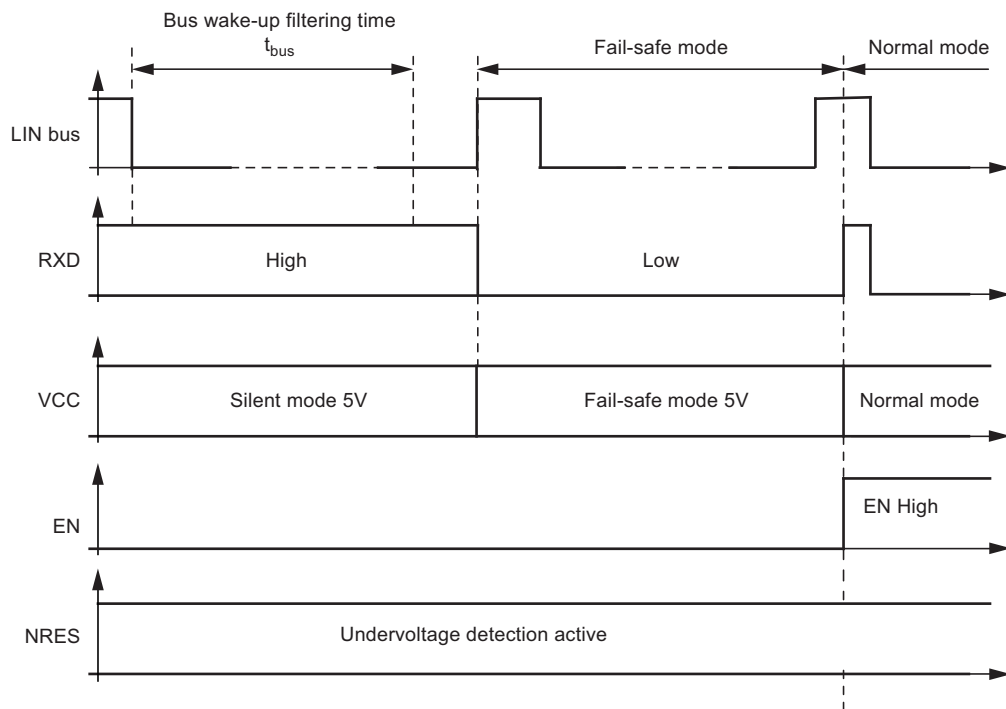 Bus wake-up filtering time
tbus
Fail-safe mode
Normal mode
LIN bus
RXD
High
Low
VCC
Silent mode 5V
Fail-safe mode 5V
Normal mode
EN
EN High
NRES
Undervoltage detection active